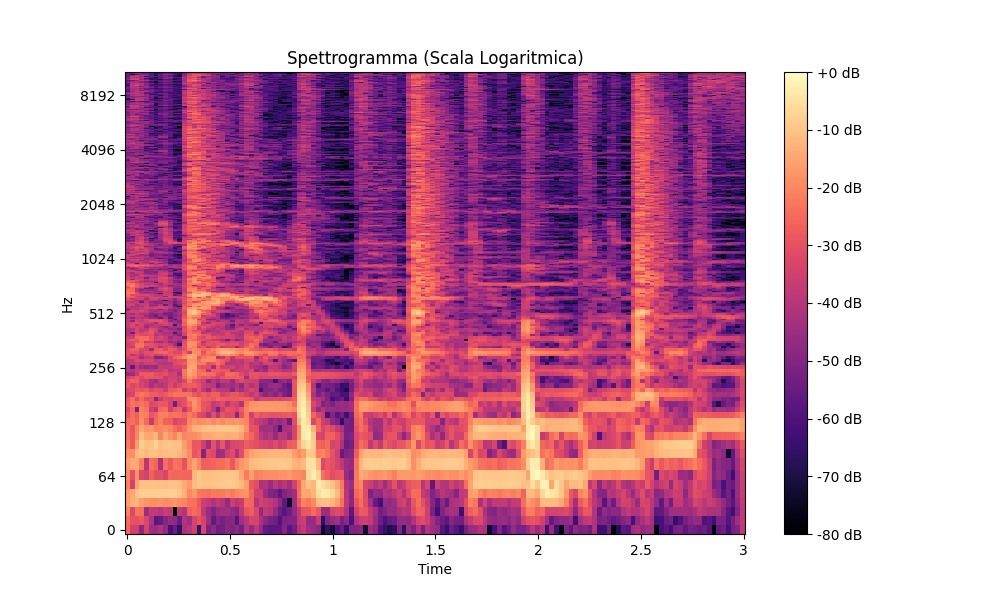 Spettrogramma (Scala Logaritmica)
Hz
8192
4096
2048
1024
512
256
128
64
0
0 0.5 1 1.5 2 2.5 3
Time
+0 dB
-10 dB
-20 dB
-30 dB
-40 dB
-50 dB
-60 dB
-70 dB
-80 dB